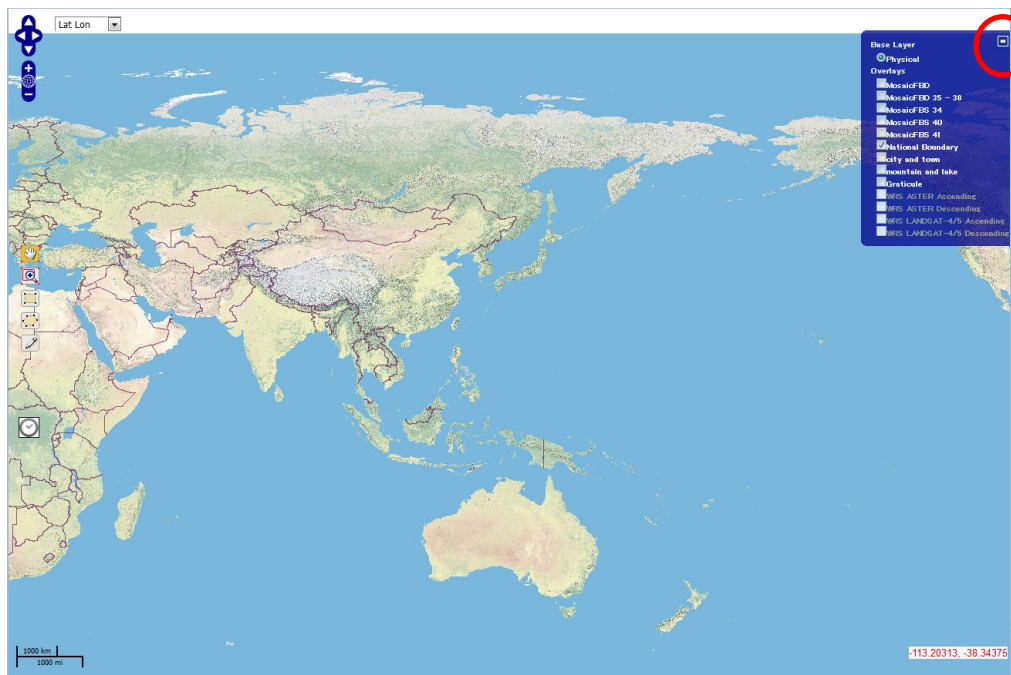 Lat Lon
Base Layer
Physical
Overlays
MosaicFBD
MosaicFBD 35 - 38
MosaicFBS 34
MosaicFBS 40
MosaicFBS 41
National Boundary
city and town
mountain and lake
Graticule
WRS ASTER Ascending
WRS ASTER Descending
WRS LANDSAT-4/5 Ascending
WRS LANDSAT-4/5 Descending
1000 km
1000 mi
-113.20313, -38.34375